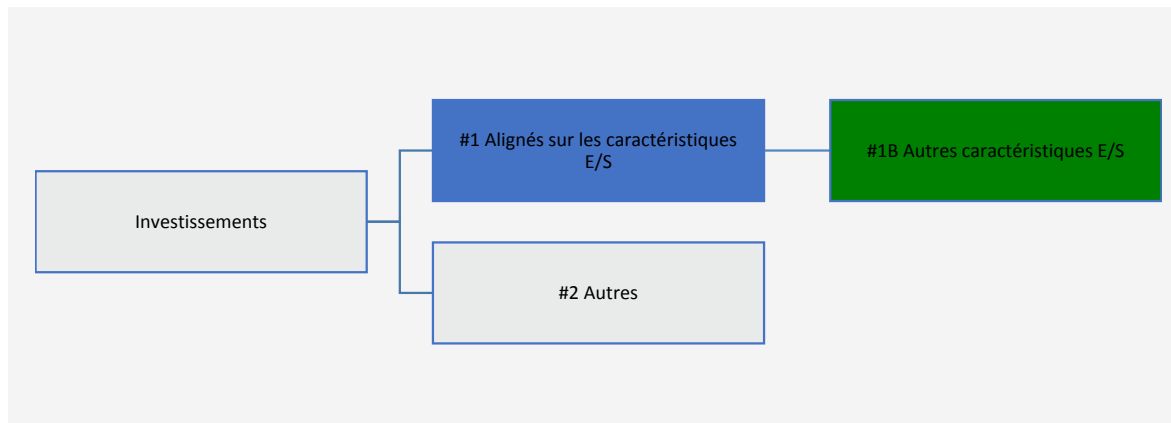 #1 Alignés sur les caractéristiques
E/S
#1B Autres caractéristiques E/S
Investissements
#2 Autres